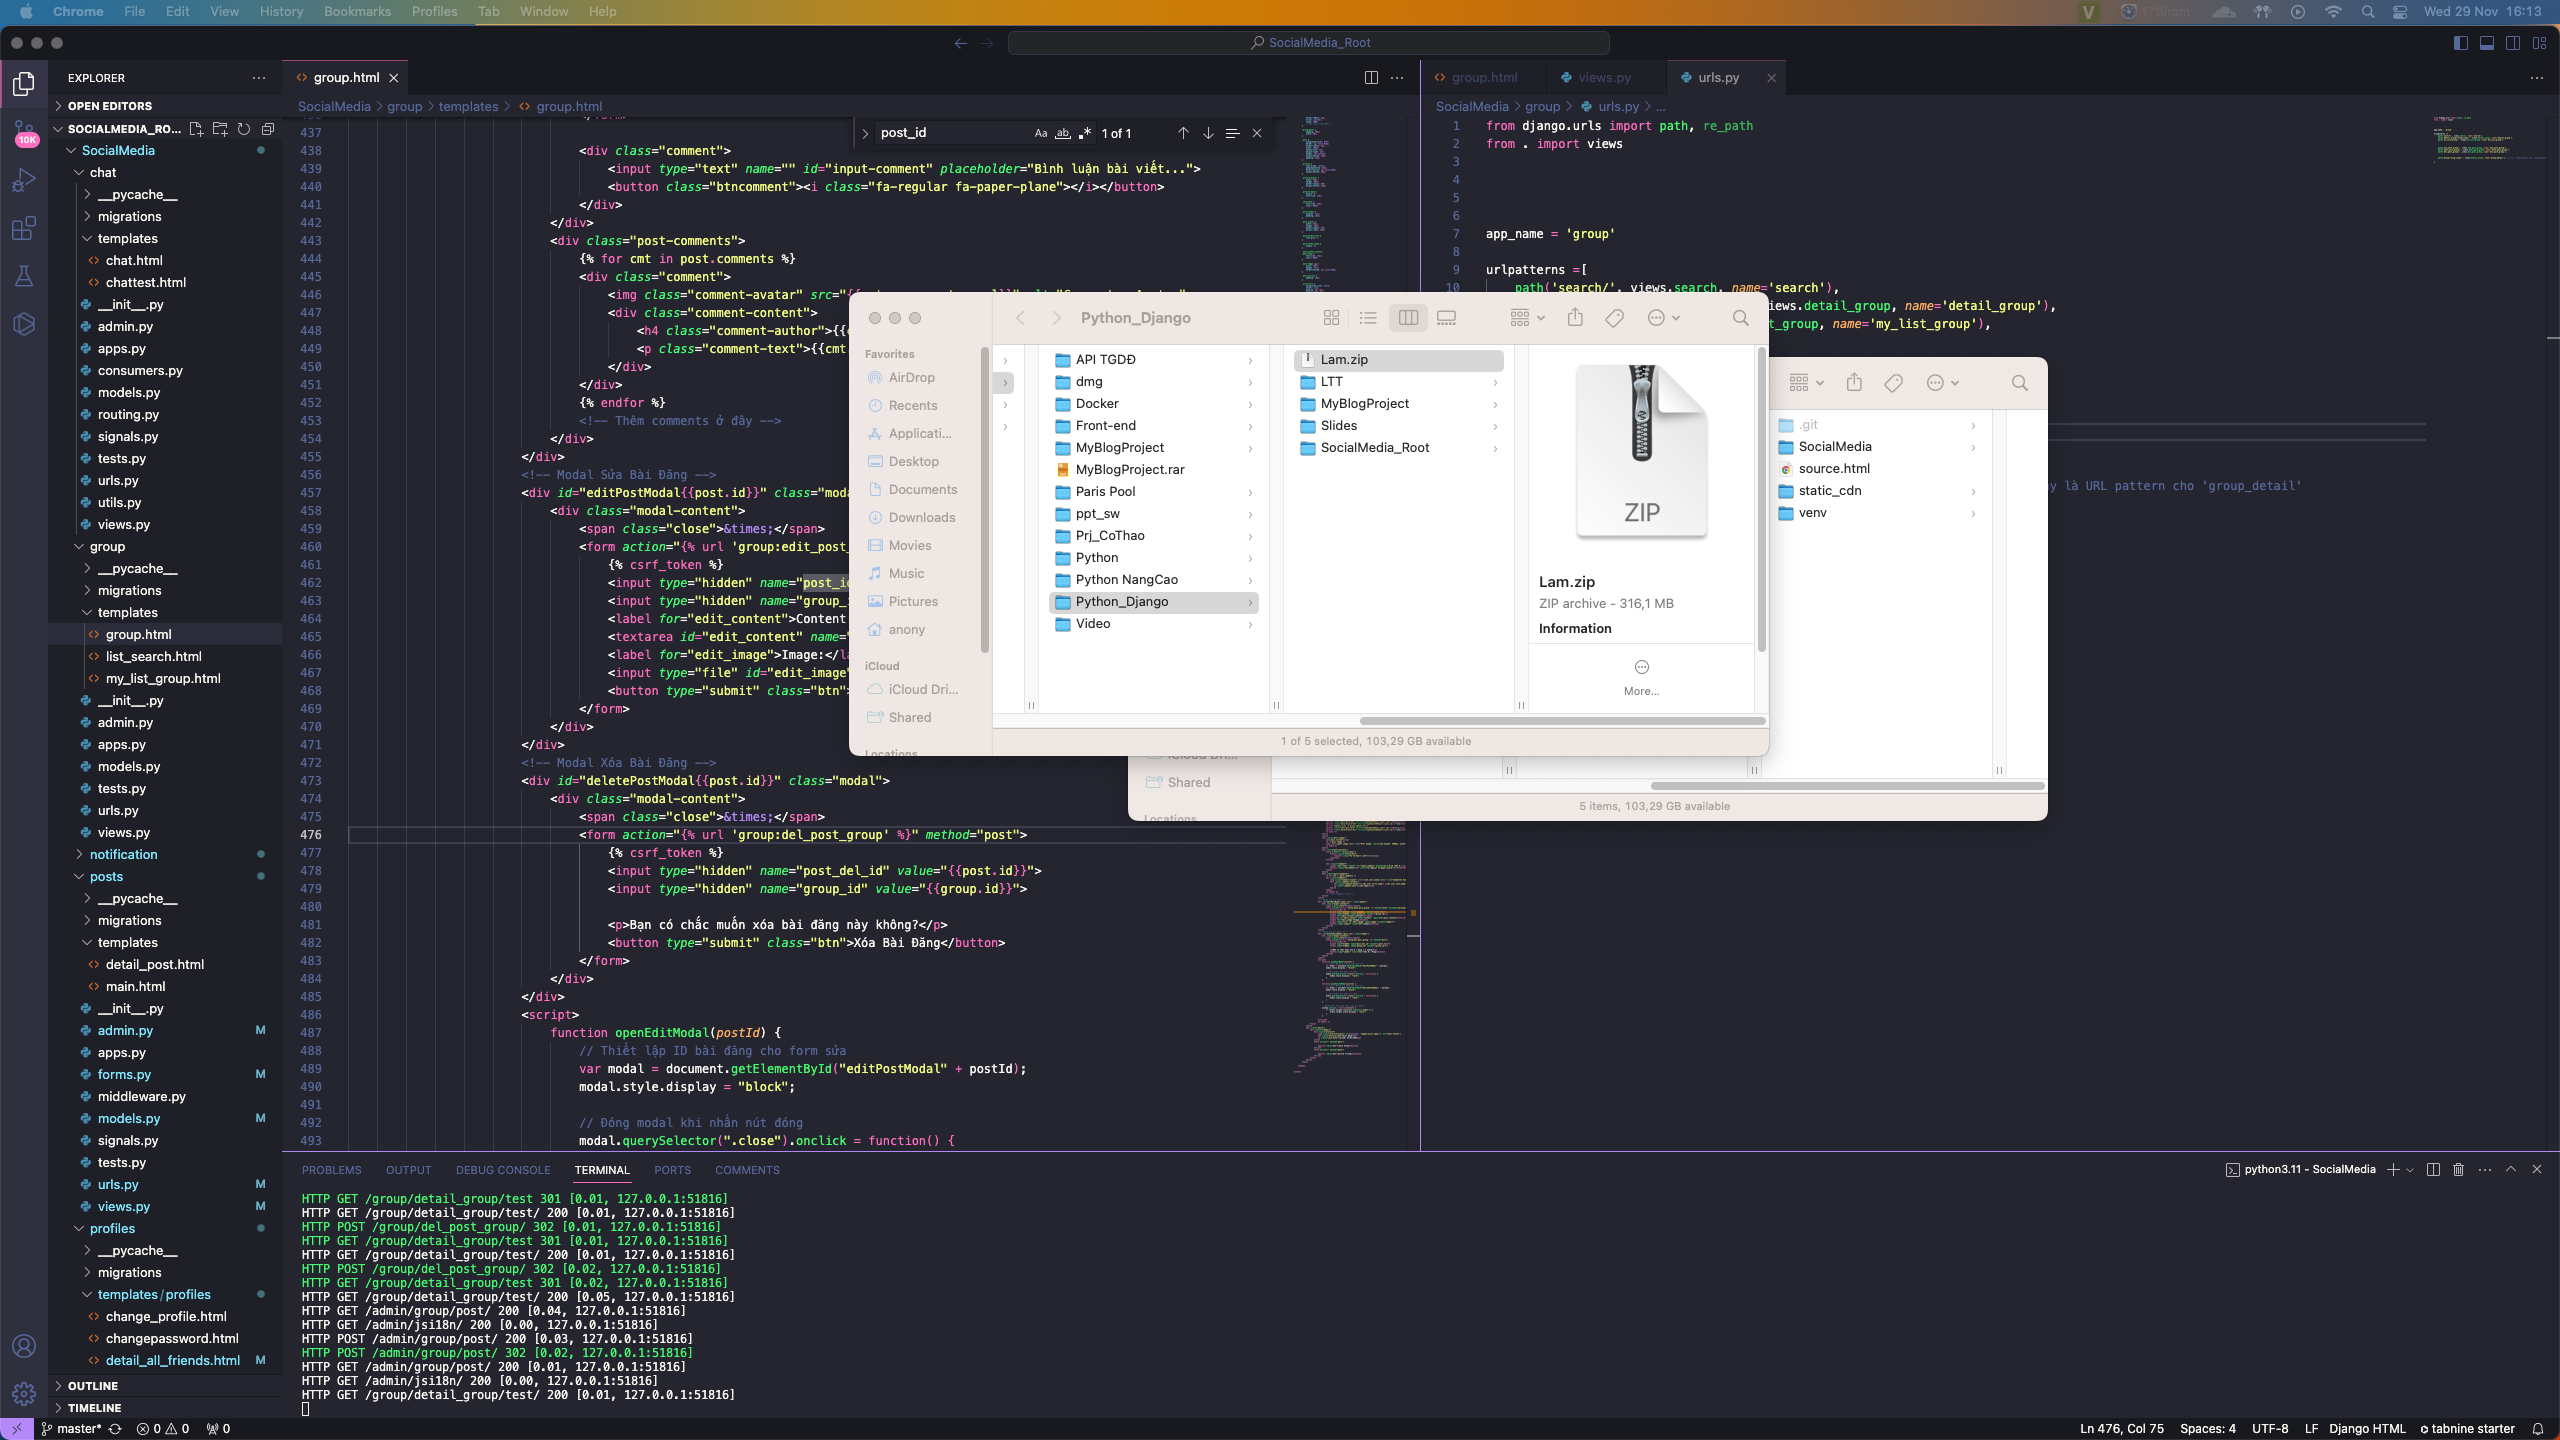 Chrome File Edit View History Bookmarks Profiles Tab Window Help
V 1719rpm Wed 29 Nov 16:13
SocialMedia_Root
EXPLORER
OPEN EDITORS
SOCIALMEDIA_RO...
10K
SocialMedia
chat
__pycache__
migrations
templates
chat.html
chattest.html
__init__.py
admin.py
apps.py
consumers.py
models.py
routing.py
signals.py
tests.py
urls.py
utils.py
views.py
group
__pycache__
migrations
templates
group.html
list_search.html
my_list_group.html
__init__.py
admin.py
apps.py
models.py
tests.py
urls.py
views.py
notification
posts
__pycache__
migrations
templates
detail_post.html
main.html
__init__.py
admin.py M
apps.py
forms.py M
middleware.py
models.py M
signals.py
tests.py
urls.py M
views.py M
profiles
__pycache__
migrations
templates/profiles
change_profile.html
changepassword.html
detail_all_friends.html M
OUTLINE
TIMELINE
group.html
SocialMedia > group > templates > group.html
post_id Aa ab 1 of 1
437
438 <div class="comment">
439 <input type="text" name="" id="input-comment" placeholder="Bình luận bài viết...">
440 <button class="btncomment"><i class="fa-regular fa-paper-plane"></i></button>
441 </div>
442 </div>
443 <div class="post-comments">
444 {% for cmt in post.comments %}
445 <div class="comment">
446 <img class="comment-avatar" src="{{
447 <div class="comment-content">
448 <h4 class="comment-author">{{
449 <p class="comment-text">{{cmt
450 </div>
451 </div>
452 {% endfor %}
453 <!-- Thêm comments ở đây -->
454 </div>
455 </div>
456 <!-- Modal Sửa Bài Đăng -->
457 <div id="editPostModal{{post.id}}" class="moda
458 <div class="modal-content">
459 <span class="close">&times;</span>
460 <form action="{% url 'group:edit_post_
461 {% csrf_token %}
462 <input type="hidden" name="post_id
463 <input type="hidden" name="group_i
464 <label for="edit_content">Content
465 <textarea id="edit_content" name="
466 <label for="edit_image">Image:</la
467 <input type="file" id="edit_image"
468 <button type="submit" class="btn">
469 </form>
470 </div>
471 </div>
472 <!-- Modal Xóa Bài Đăng -->
473 <div id="deletePostModal{{post.id}}" class="modal">
474 <div class="modal-content">
475 <span class="close">&times;</span>
476 <form action="{% url 'group:del_post_group' %}" method="post">
477 {% csrf_token %}
478 <input type="hidden" name="post_del_id" value="{{post.id}}">
479 <input type="hidden" name="group_id" value="{{group.id}}">
480
481 <p>Bạn có chắc muốn xóa bài đăng này không?</p>
482 <button type="submit" class="btn">Xóa Bài Đăng</button>
483 </form>
484 </div>
485 </div>
486 <script>
487 function openEditModal(postId) {
488 // Thiết lập ID bài đăng cho form sửa
489 var modal = document.getElementById("editPostModal" + postId);
490 modal.style.display = "block";
491
492 // Đóng modal khi nhấn nút đóng
493 modal.querySelector(".close").onclick = function() {
group.html views.py urls.py
SocialMedia > group > urls.py > ...
1 from django.urls import path, re_path
2 from . import views
3
4
5
6
7 app_name = 'group'
8
9 urlpatterns =[
10 path('search/', views.search, name='search'),
iews.detail_group, name='detail_group'),
t_group, name='my_list_group'),
y là URL pattern cho 'group_detail'
Python_Django
Favorites
AirDrop
Recents
Applicati...
Desktop
Documents
Downloads
Movies
Music
Pictures
anony
iCloud
iCloud Dri...
Shared
Locations
API TGDĐ
dmg
Docker
Front-end
MyBlogProject
MyBlogProject.rar
Paris Pool
ppt_sw
Prj_CoThao
Python
Python NangCao
Python_Django
Video
Lam.zip
LTT
MyBlogProject
Slides
SocialMedia_Root
ZIP
Lam.zip
ZIP archive - 316,1 MB
Information
More...
1 of 5 selected, 103,29 GB available
.git
SocialMedia
source.html
static_cdn
venv
iCloud Dri...
Shared
Locations
5 items, 103,29 GB available
PROBLEMS OUTPUT DEBUG CONSOLE TERMINAL PORTS COMMENTS
python3.11 - SocialMedia
HTTP GET /group/detail_group/test 301 [0.01, 127.0.0.1:51816]
HTTP GET /group/detail_group/test/ 200 [0.01, 127.0.0.1:51816]
HTTP POST /group/del_post_group/ 302 [0.01, 127.0.0.1:51816]
HTTP GET /group/detail_group/test 301 [0.01, 127.0.0.1:51816]
HTTP GET /group/detail_group/test/ 200 [0.01, 127.0.0.1:51816]
HTTP POST /group/del_post_group/ 302 [0.02, 127.0.0.1:51816]
HTTP GET /group/detail_group/test 301 [0.02, 127.0.0.1:51816]
HTTP GET /group/detail_group/test/ 200 [0.05, 127.0.0.1:51816]
HTTP GET /admin/group/post/ 200 [0.04, 127.0.0.1:51816]
HTTP GET /admin/jsi18n/ 200 [0.00, 127.0.0.1:51816]
HTTP POST /admin/group/post/ 200 [0.03, 127.0.0.1:51816]
HTTP POST /admin/group/post/ 302 [0.02, 127.0.0.1:51816]
HTTP GET /admin/group/post/ 200 [0.01, 127.0.0.1:51816]
HTTP GET /admin/jsi18n/ 200 [0.00, 127.0.0.1:51816]
HTTP GET /group/detail_group/test/ 200 [0.01, 127.0.0.1:51816]
master* 0 0 0
Ln 476, Col 75 Spaces: 4 UTF-8 LF Django HTML tabnine starter